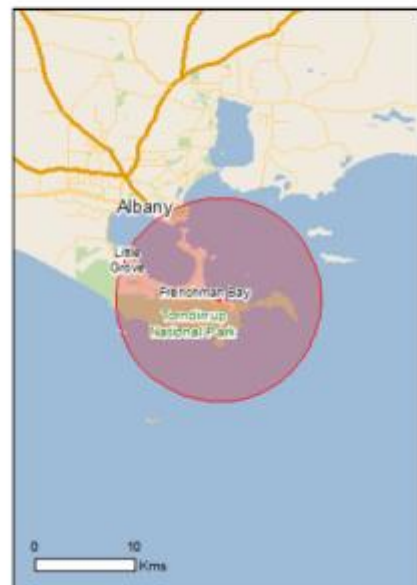 Albany
Little
Grove
Frenchman Bay
Torndirrup
National Park
0 10
Kms